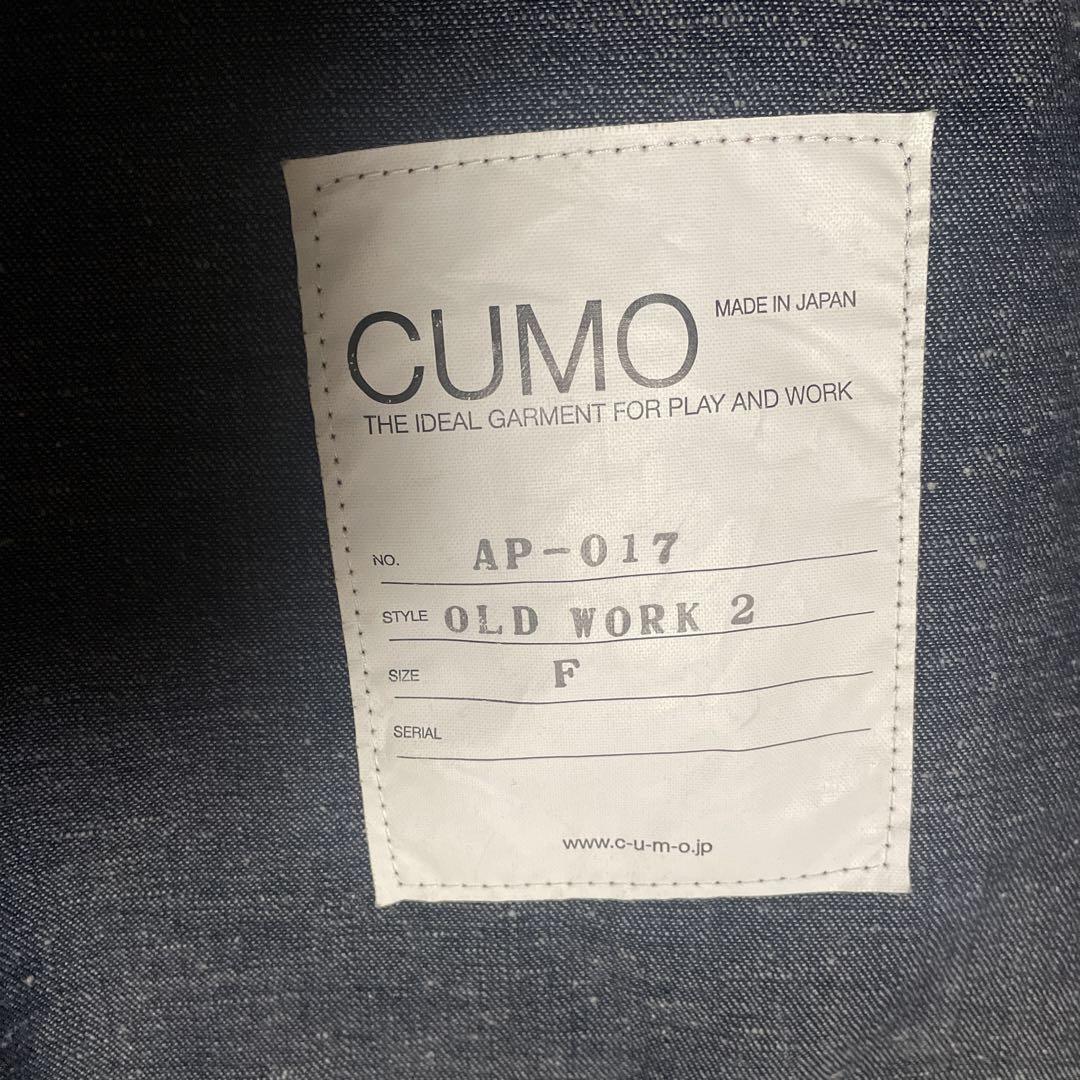 CUMO MADE IN JAPAN
THE IDEAL GARMENT FOR PLAY AND WORK
NO. AP-017
STYLE OLD WORK 2
SIZE F
SERIAL
www.c-u-m-o.jp